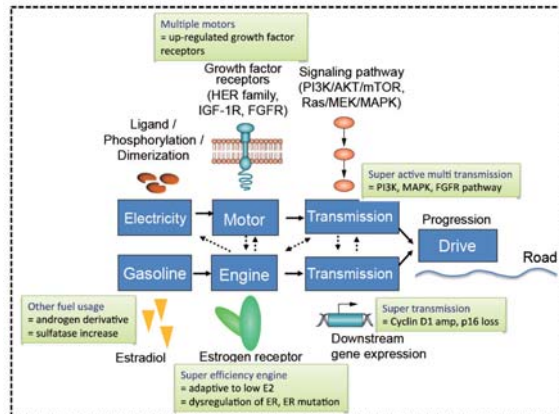 Multiple motors
= up-regulated growth factor
receptors
Growth factor
receptors
(HER family,
IGF-1R, FGFR)
Signaling pathway
(PI3K/AKT/mTOR,
Ras/MEK/MAPK)
Ligand /
Phosphorylation /
Dimerization
Super active multi transmission
= PI3K, MAPK, FGFR pathway
Electricity
Motor
Transmission
Progression
Drive
Road
Gasoline
Engine
Transmission
Other fuel usage
= androgen derivative
= sulfatase increase
Estradiol
Estrogen receptor
Super transmission
= Cyclin D1 amp, p16 loss
Downstream
gene expression
Super efficiency engine
= adaptive to low E2
= dysregulation of ER, ER mutation